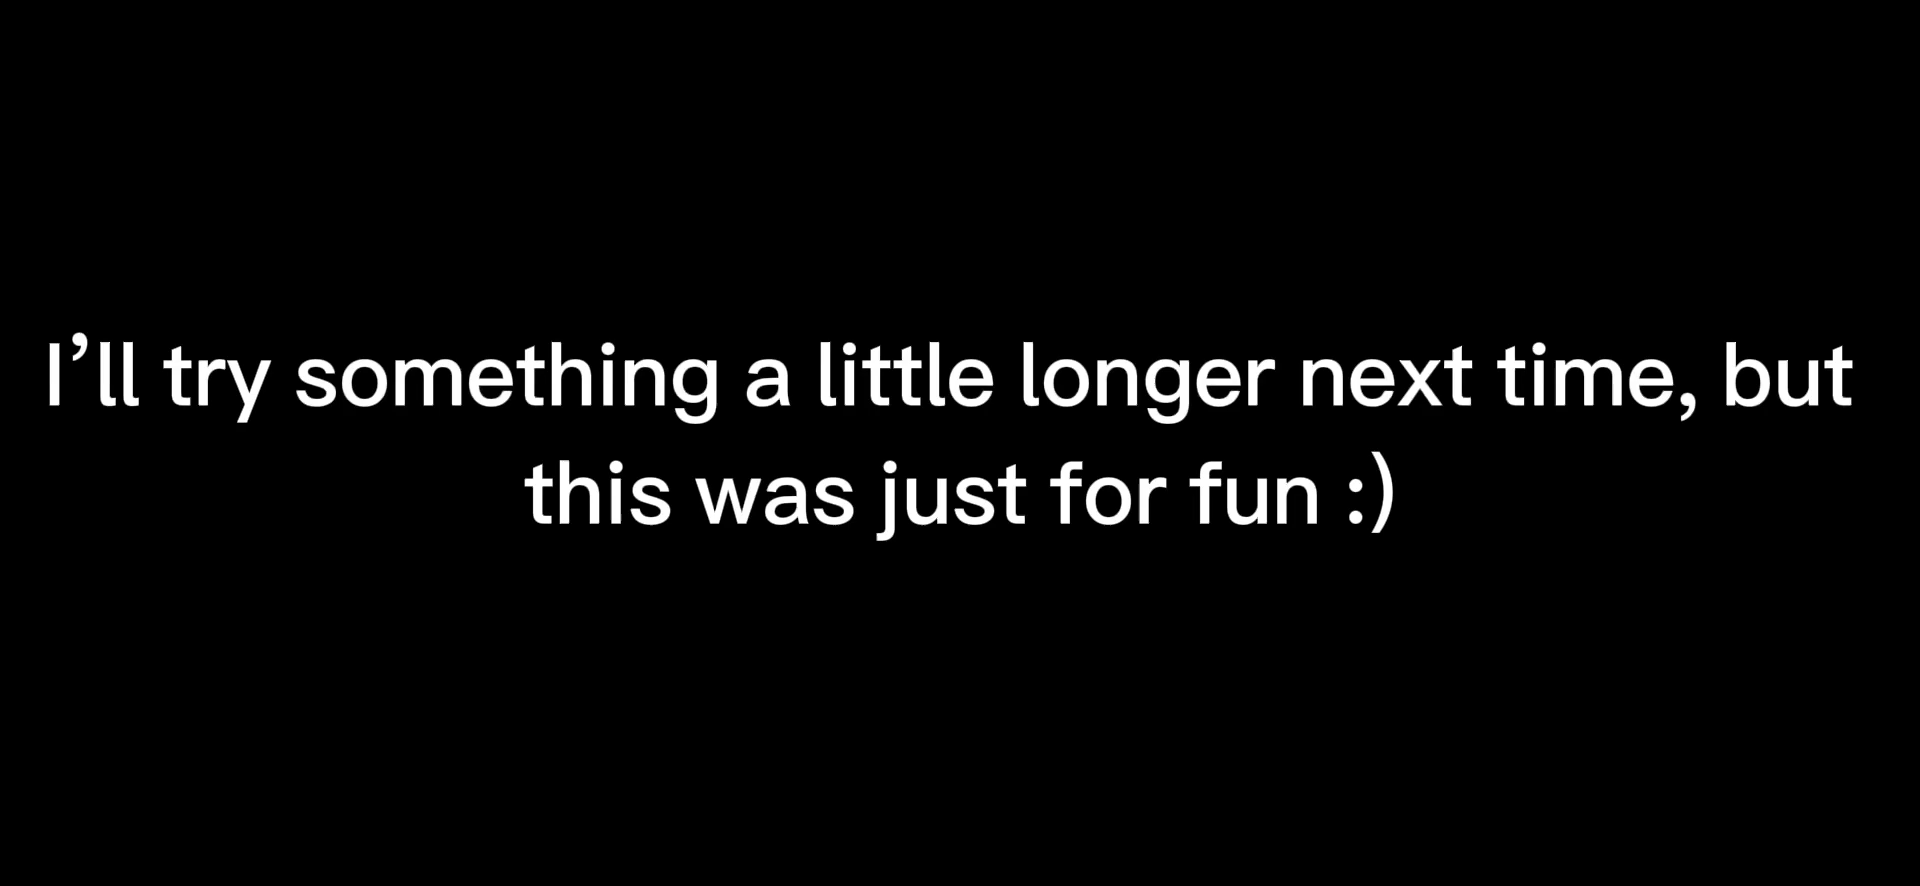 I’ll try something a little longer next time, but
this was just for fun :)